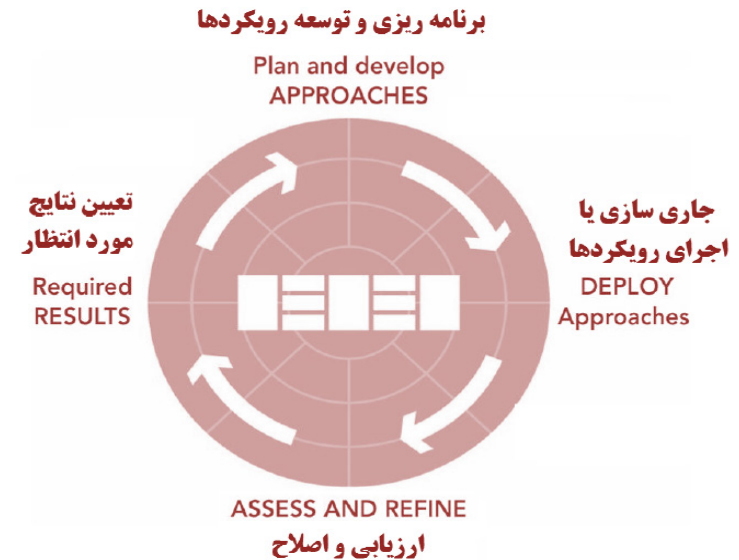 برنامه ریزی و توسعه رویکردها
Plan and develop
APPROACHES
تعیین نتایج
مورد انتظار
Required
RESULTS
جاری سازی یا
اجرای رویکردها
DEPLOY
Approaches
ASSESS AND REFINE
ارزیابی و اصلاح